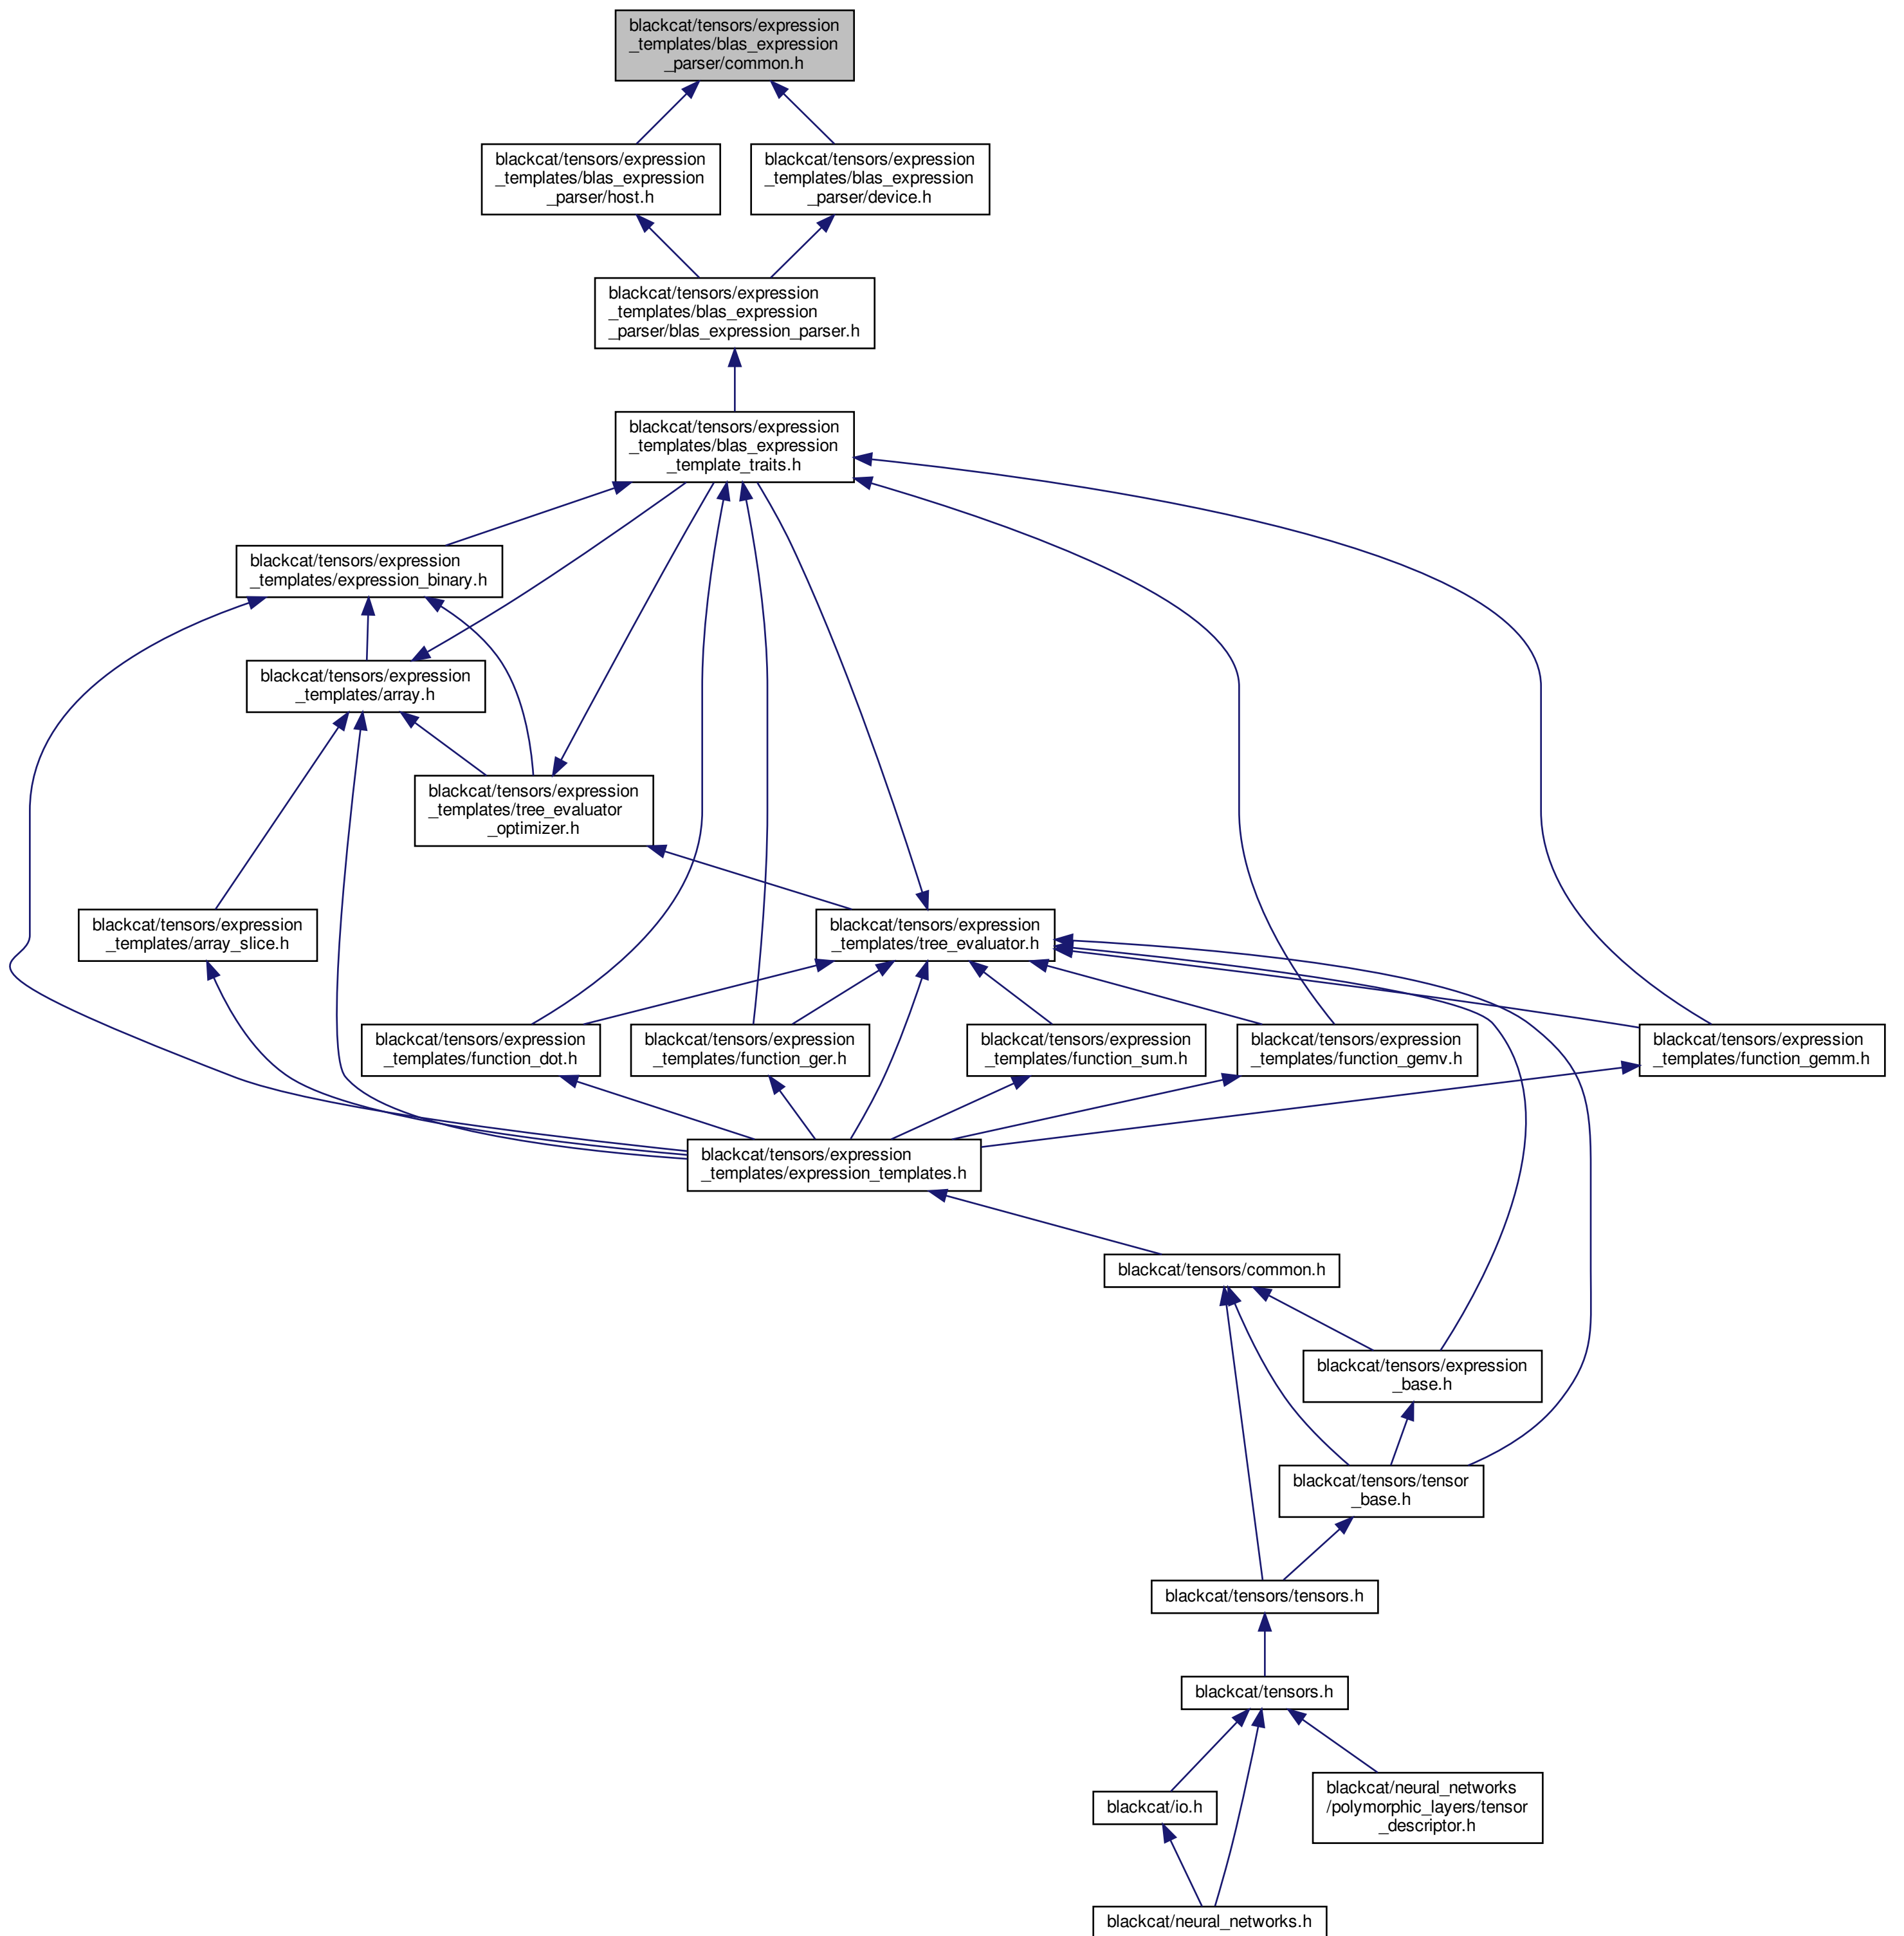 blackcat/tensors/expression
_templates/blas_expression
_parser/common.h
blackcat/tensors/expression
_templates/blas_expression
_parser/host.h
blackcat/tensors/expression
_templates/blas_expression
_parser/device.h
blackcat/tensors/expression
_templates/blas_expression
_parser/blas_expression_parser.h
blackcat/tensors/expression
_templates/blas_expression
_template_traits.h
blackcat/tensors/expression
_templates/expression_binary.h
blackcat/tensors/expression
_templates/array.h
blackcat/tensors/expression
_templates/tree_evaluator
_optimizer.h
blackcat/tensors/expression
_templates/array_slice.h
blackcat/tensors/expression
_templates/tree_evaluator.h
blackcat/tensors/expression
_templates/function_dot.h
blackcat/tensors/expression
_templates/function_ger.h
blackcat/tensors/expression
_templates/function_sum.h
blackcat/tensors/expression
_templates/function_gemv.h
blackcat/tensors/expression
_templates/function_gemm.h
blackcat/tensors/expression
_templates/expression_templates.h
blackcat/tensors/common.h
blackcat/tensors/expression
_base.h
blackcat/tensors/tensor
_base.h
blackcat/tensors/tensors.h
blackcat/tensors.h
blackcat/io.h
blackcat/neural_networks
/polymorphic_layers/tensor
_descriptor.h
blackcat/neural_networks.h